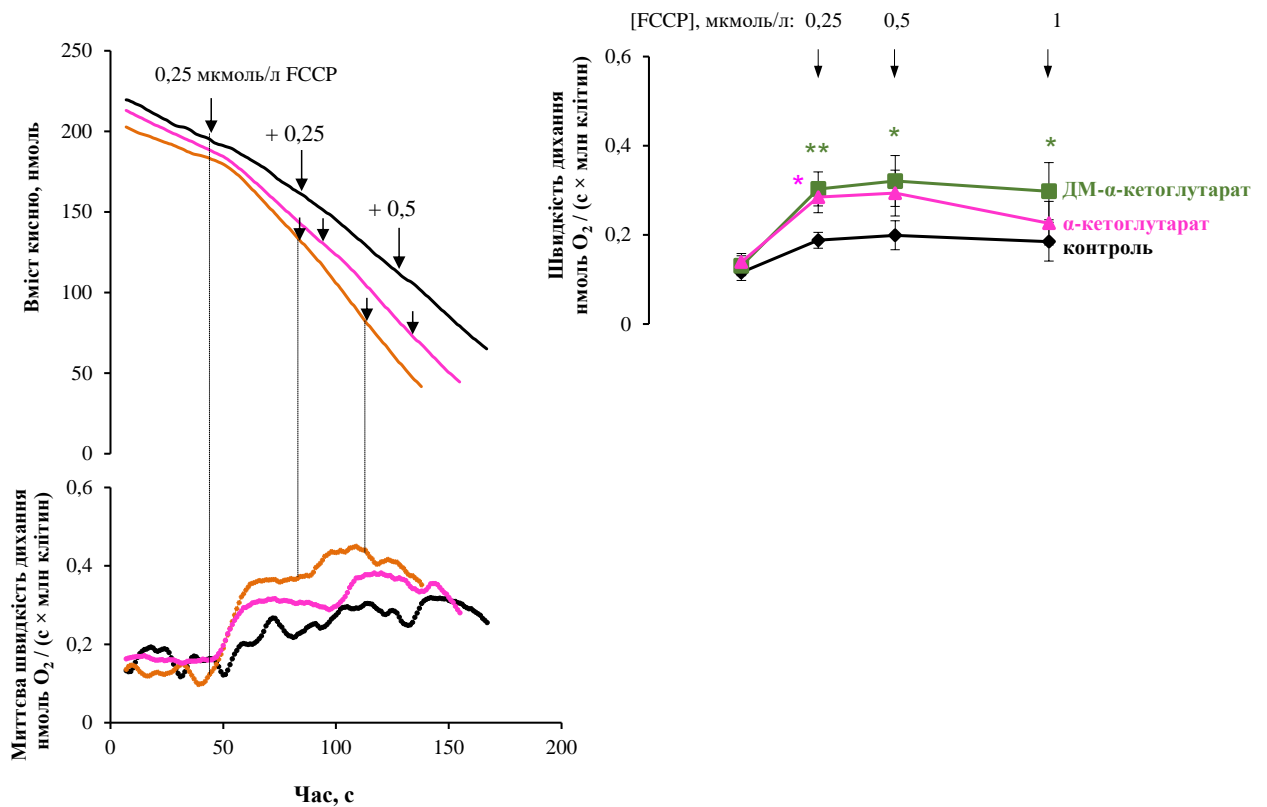 250
200
150
100
50
0
Вміст кисню, нмоль
0,25 мкмоль/л FCCP
+ 0,25
+ 0,5
0,6
0,4
0,2
0
Миттєва швидкість дихання
нмоль O₂ / (с × млн клітин)
0
50
100
150
200
Час, с
[FCCP], мкмоль/л:
0,25
0,5
1
0,6
0,4
0,2
0
Швидкість дихання
нмоль O₂ / (с × млн клітин)
*
**
*
*
ДМ-α-кетоглутарат
α-кетоглутарат
контроль